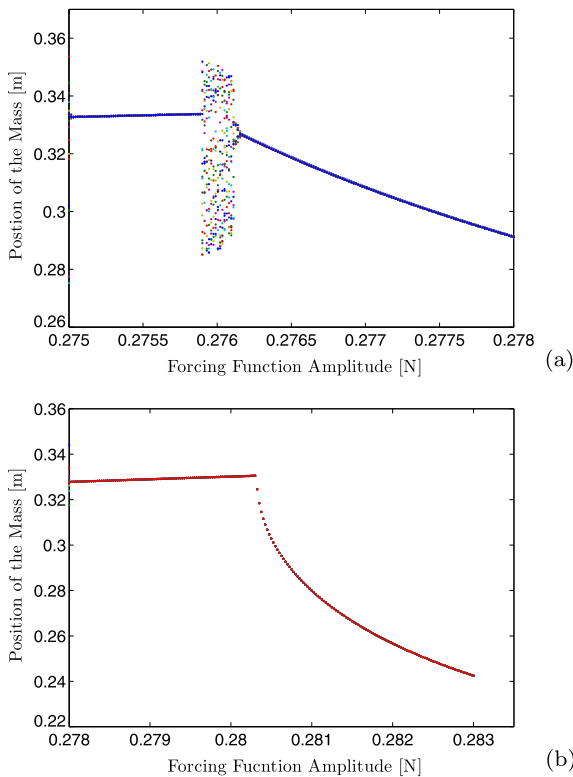 0.36
0.34
0.32
0.3
0.28
0.26
Postion of the Mass [m]
0.275 0.2755 0.276 0.2765 0.277 0.2775 0.278
Forcing Function Amplitude [N]
(a)
0.36
0.34
0.32
0.3
0.28
0.26
0.24
0.22
Position of the Mass [m]
0.278 0.279 0.28 0.281 0.282 0.283
Forcing Fucntion Amplitude [N]
(b)